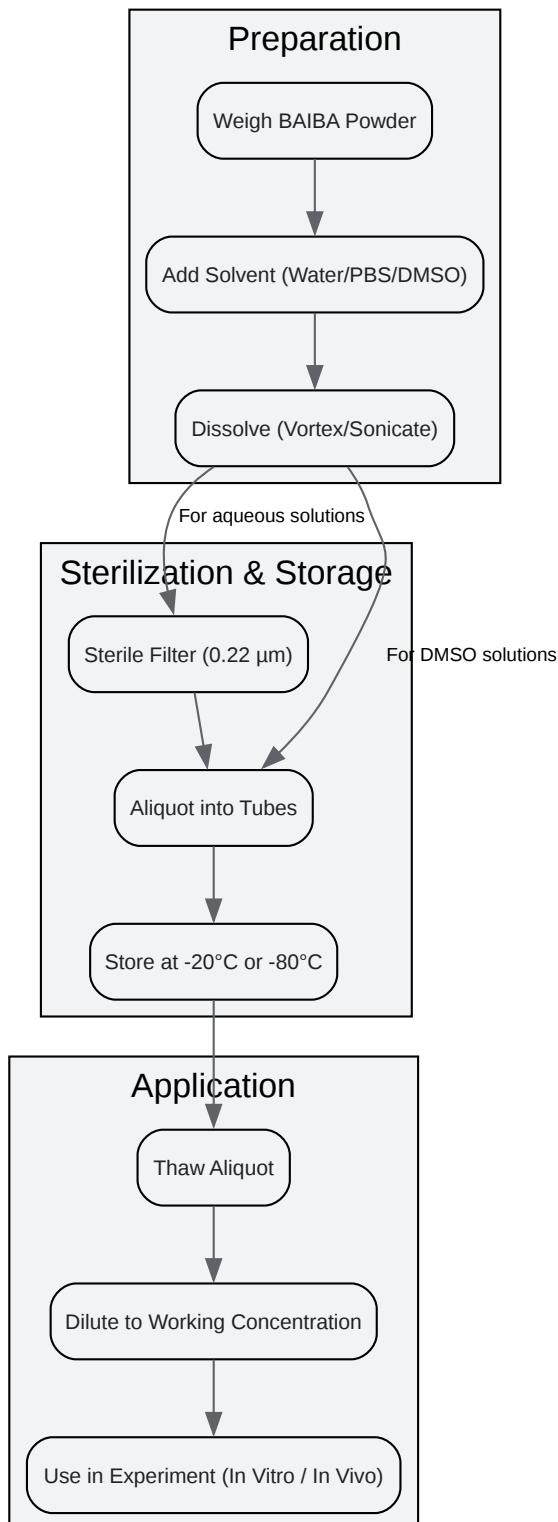 Preparation
Weigh BAIBA Powder
Add Solvent (Water/PBS/DMSO)
Dissolve (Vortex/Sonicate)
For aqueous solutions
Sterilization & Storage
Sterile Filter (0.22 µm)
For DMSO solutions
Aliquot into Tubes
Store at -20°C or -80°C
Application
Thaw Aliquot
Dilute to Working Concentration
Use in Experiment (In Vitro / In Vivo)